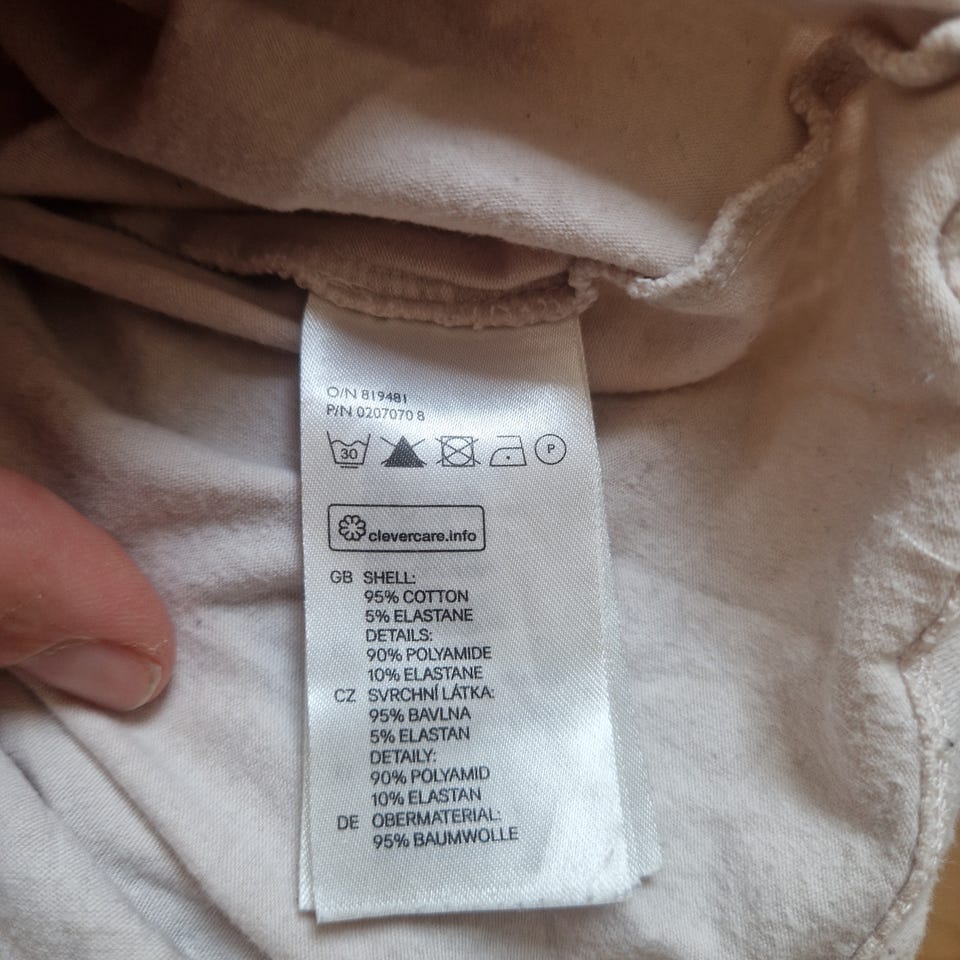 O/N 819481
P/N 0207070 8
30 P
clevercare.info
GB SHELL:
95% COTTON
5% ELASTANE
DETAILS:
90% POLYAMIDE
10% ELASTANE
CZ SVRCHNÍ LÁTKA:
95% BAVLNA
5% ELASTAN
DETAILY:
90% POLYAMID
10% ELASTAN
DE OBERMATERIAL:
95% BAUMWOLLE